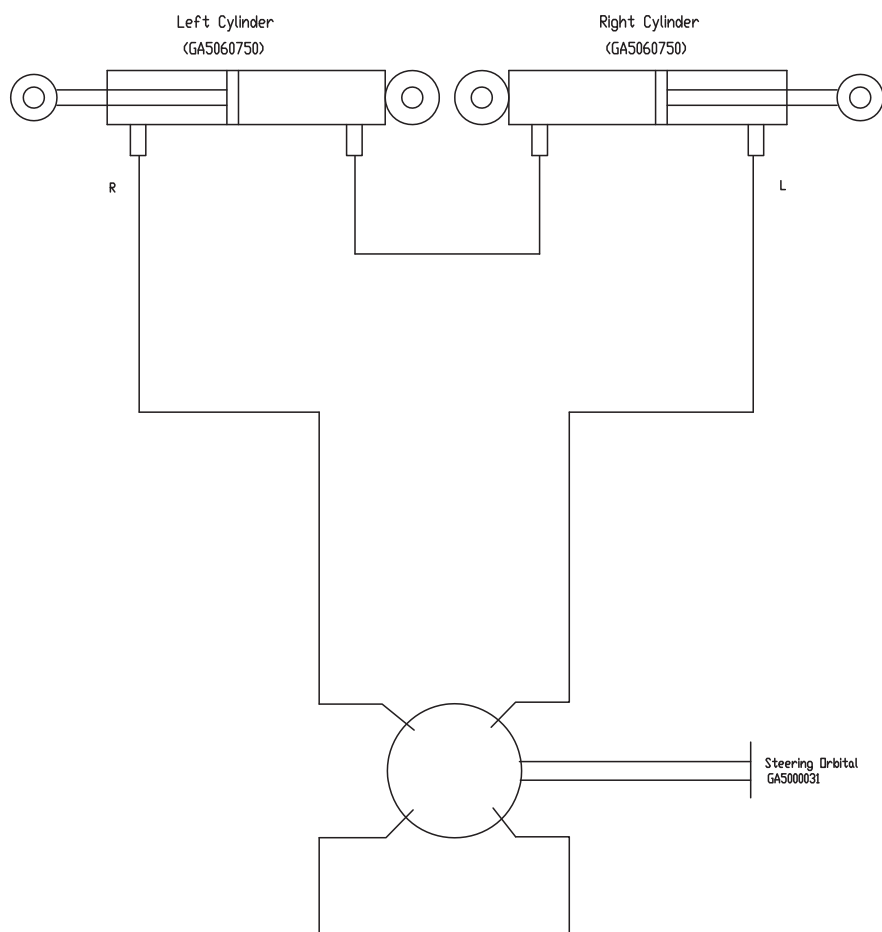 Left Cylinder
(GA5060750)
Right Cylinder
(GA5060750)
R
L
Steering Orbital
GA5000031